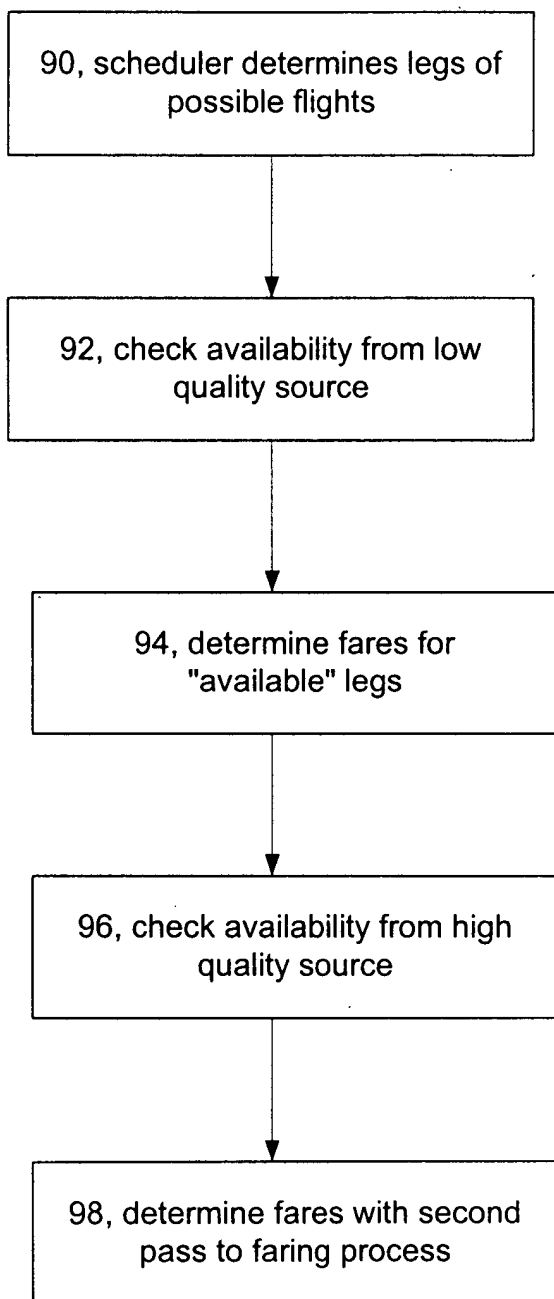 90, scheduler determines legs of
possible flights
92, check availability from low
quality source
94, determine fares for
"available" legs
96, check availability from high
quality source
98, determine fares with second
pass to faring process